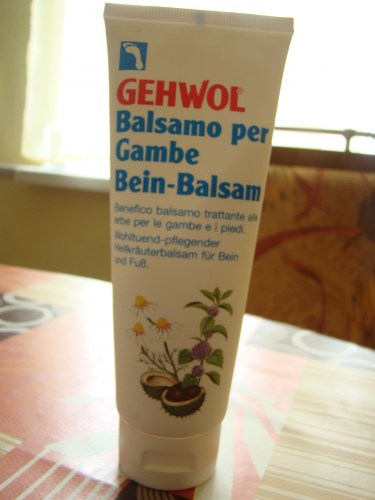 GEHWOL
Balsamo per
Gambe
Bein-Balsam
Benefico balsamo trattante alle
erbe per le gambe e i piedi.
Wohltuend-pflegender
Heilkräuterbalsam für Bein
und Fuß.